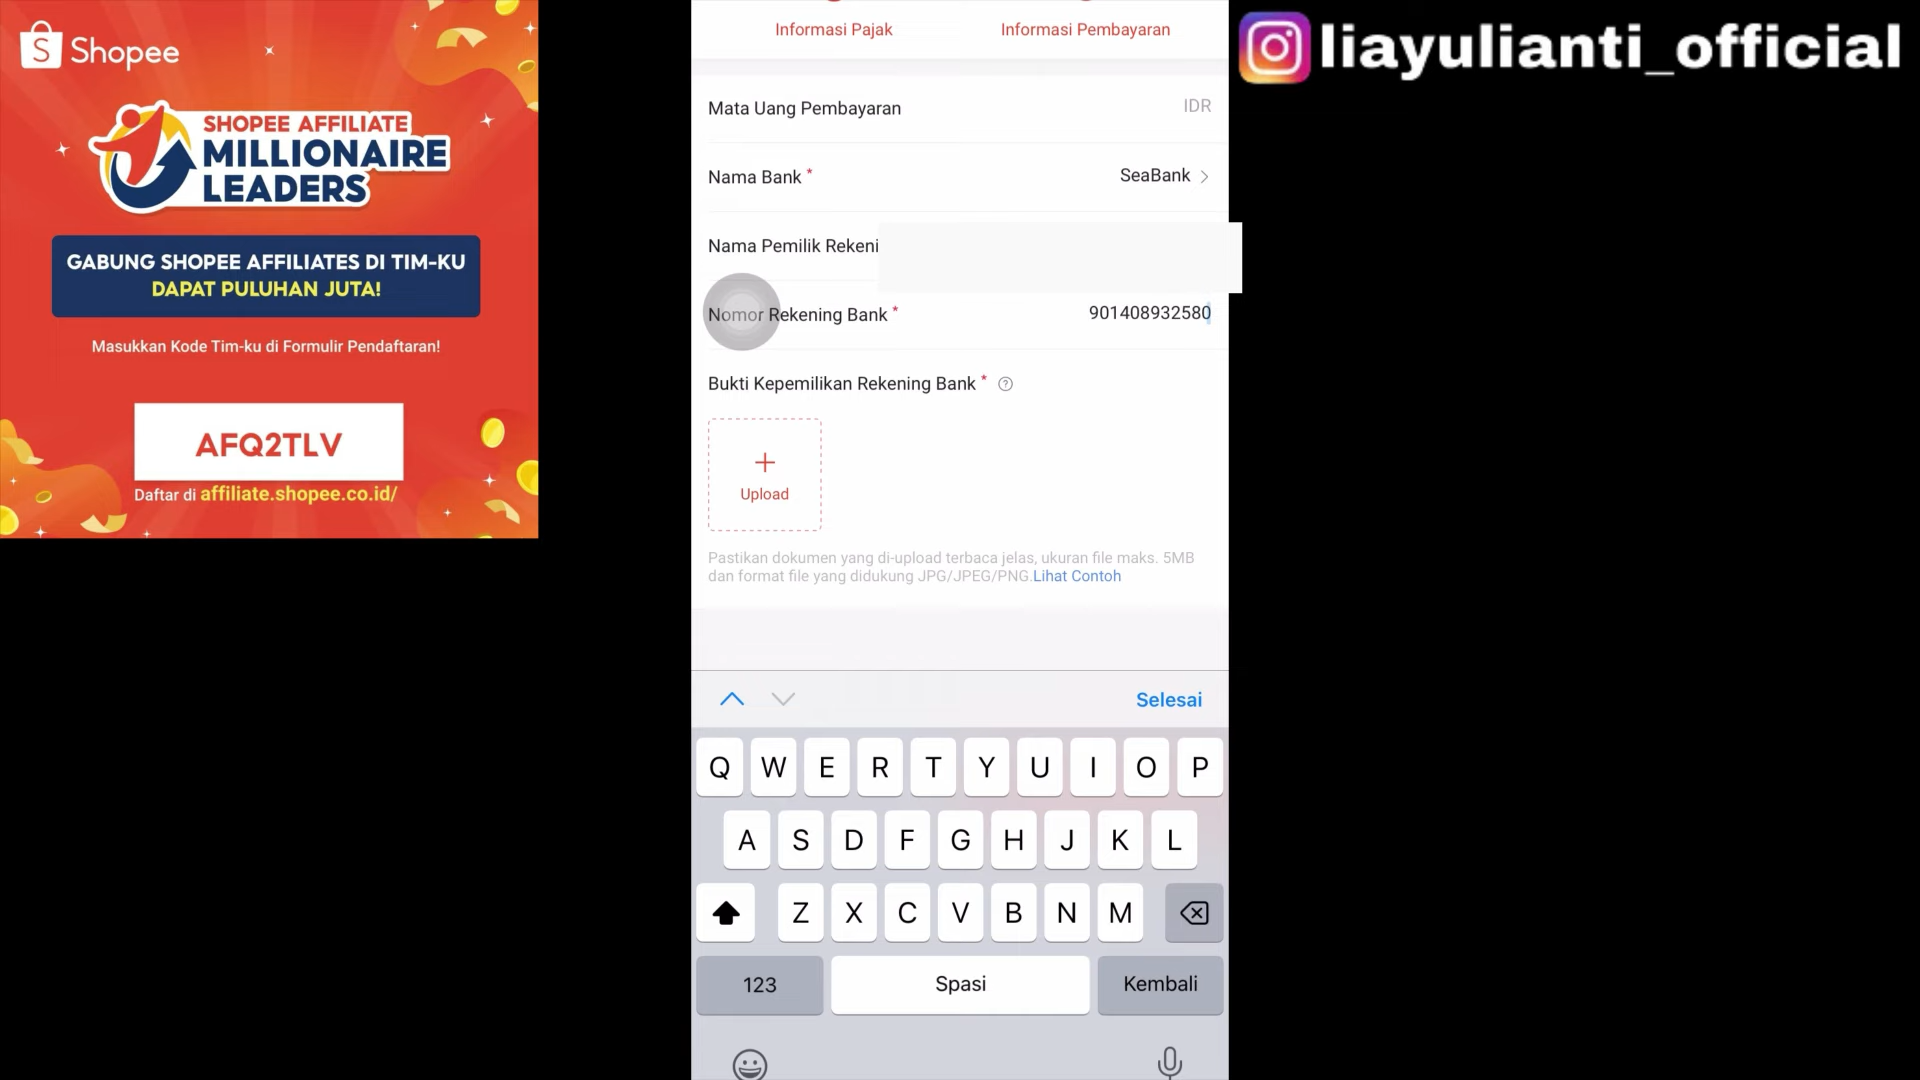 Shopee
SHOPEE AFFILIATE
MILLIONAIRE
LEADERS
GABUNG SHOPEE AFFILIATES DI TIM-KU
DAPAT PULUHAN JUTA!
Masukkan Kode Tim-ku di Formulir Pendaftaran!
AFQ2TLV
Daftar di affiliate.shopee.co.id/
Informasi Pajak
Informasi Pembayaran
Mata Uang Pembayaran IDR
Nama Bank * SeaBank
Nama Pemilik Rekeni
Nomor Rekening Bank * 901408932580
Bukti Kepemilikan Rekening Bank * ?
+
Upload
Pastikan dokumen yang di-upload terbaca jelas, ukuran file maks. 5MB
dan format file yang didukung JPG/JPEG/PNG.Lihat Contoh
Selesai
Q W E R T Y U I O P
A S D F G H J K L
Z X C V B N M
123 Spasi Kembali
liayulianti_official